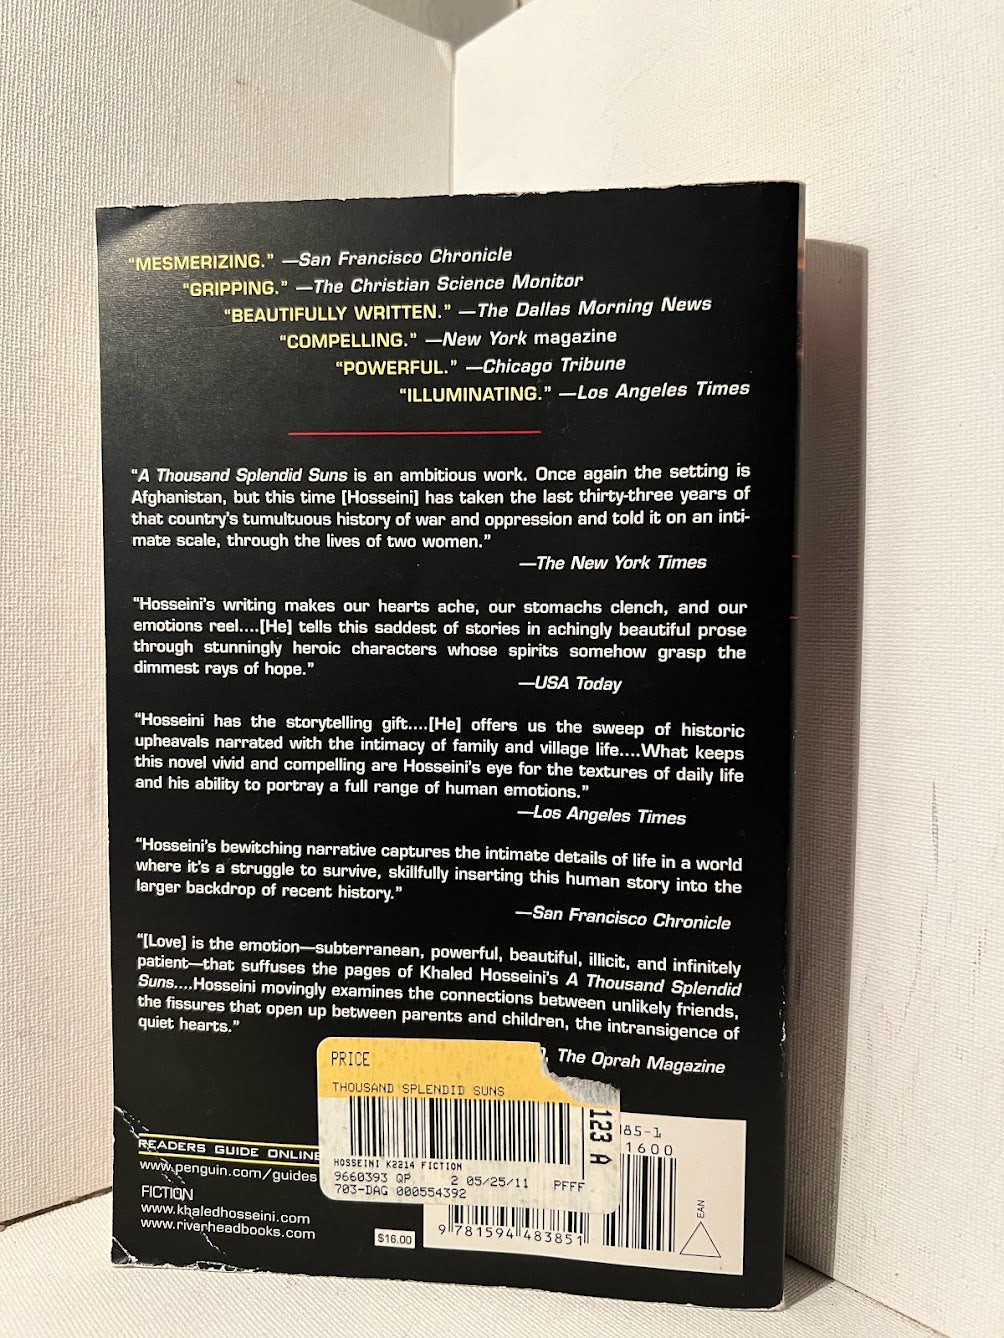 “MESMERIZING.” —San Francisco Chronicle
“GRIPPING.” —The Christian Science Monitor
“BEAUTIFULLY WRITTEN.” —The Dallas Morning News
“COMPELLING.” —New York magazine
“POWERFUL.” —Chicago Tribune
“ILLUMINATING.” —Los Angeles Times
“A Thousand Splendid Suns is an ambitious work. Once again the setting is
Afghanistan, but this time [Hosseini] has taken the last thirty-three years of
that country’s tumultuous history of war and oppression and told it on an inti-
mate scale, through the lives of two women.”
—The New York Times
“Hosseini’s writing makes our hearts ache, our stomachs clench, and our
emotions reel....[He] tells this saddest of stories in achingly beautiful prose
through stunningly heroic characters whose spirits somehow grasp the
dimmest rays of hope.”
—USA Today
“Hosseini has the storytelling gift....[He] offers us the sweep of historic
upheavals narrated with the intimacy of family and village life....What keeps
this novel vivid and compelling are Hosseini’s eye for the textures of daily life
and his ability to portray a full range of human emotions.”
—Los Angeles Times
“Hosseini’s bewitching narrative captures the intimate details of life in a world
where it’s a struggle to survive, skillfully inserting this human story into the
larger backdrop of recent history.”
—San Francisco Chronicle
“[Love] is the emotion—subterranean, powerful, beautiful, illicit, and infinitely
patient—that suffuses the pages of Khaled Hosseini’s A Thousand Splendid
Suns....Hosseini movingly examines the connections between unlikely friends,
the fissures that open up between parents and children, the intransigence of
quiet hearts.”
The Oprah Magazine
PRICE
THOUSAND SPLENDID SUNS
123 A
HOSSEINI K2214 FICTION
9660393 QP 2 05/25/11 PFFF
703-DAG 000554392
85-1
1600
EAN
9 781594 483851
$16.00
READERS GUIDE ONLINE
www.penguin.com/guides
FICTION
www.khaledhosseini.com
www.riverheadbooks.com